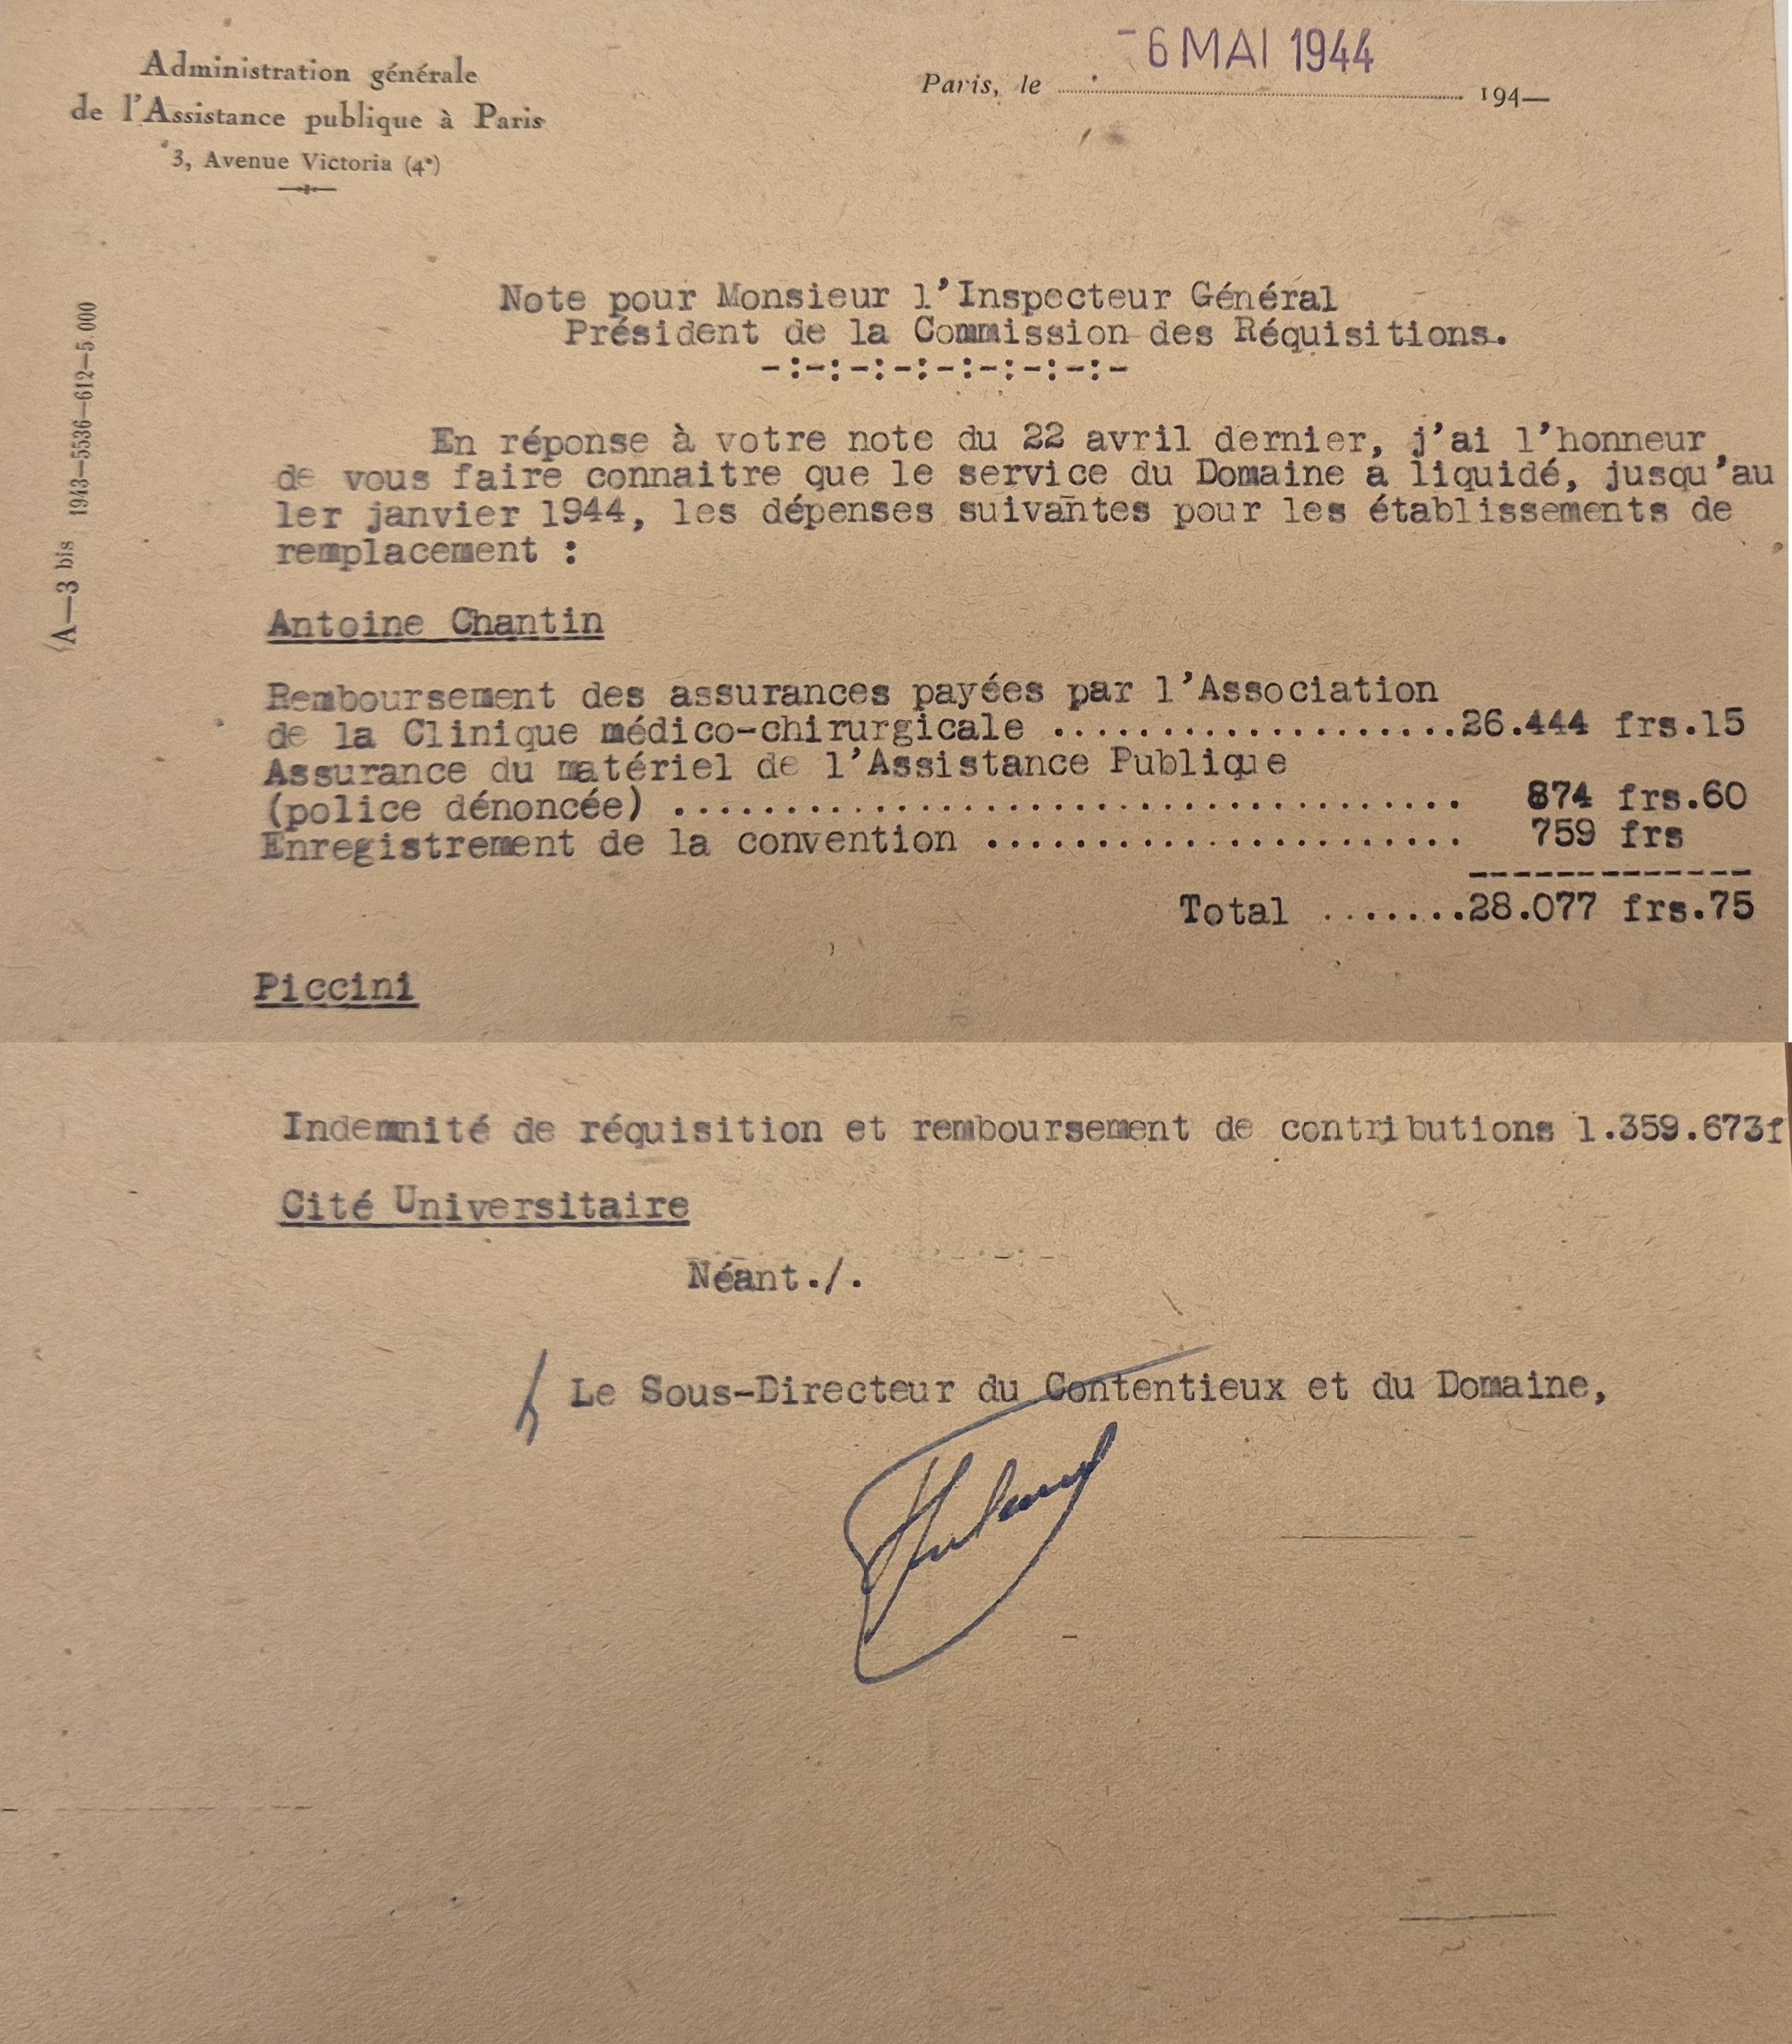 Administration générale
de l'Assistance publique à Paris
3, Avenue Victoria (4e)
Paris, le - 6 MAI 1944 194—
A—3 bis 1943—5536—612—5.000
Note pour Monsieur l'Inspecteur Général
Président de la Commission des Réquisitions.
-:-:-:-:-:-:-:-:-
En réponse à votre note du 22 avril dernier, j'ai l'honneur
de vous faire connaitre que le service du Domaine a liquidé, jusqu'au
1er janvier 1944, les dépenses suivantes pour les établissements de
remplacement :
Antoine Chantin
Remboursement des assurances payées par l'Association
de la Clinique médico-chirurgicale ...................26.444 frs.15
Assurance du matériel de l'Assistance Publique
(police dénoncée) ..................................... 874 frs.60
Enregistrement de la convention ...................... 759 frs
-------------
Total .......28.077 frs.75
Piccini
Indemnité de réquisition et remboursement de contributions 1.359.673f
Cité Universitaire
Néant./.
Le Sous-Directeur du Contentieux et du Domaine,